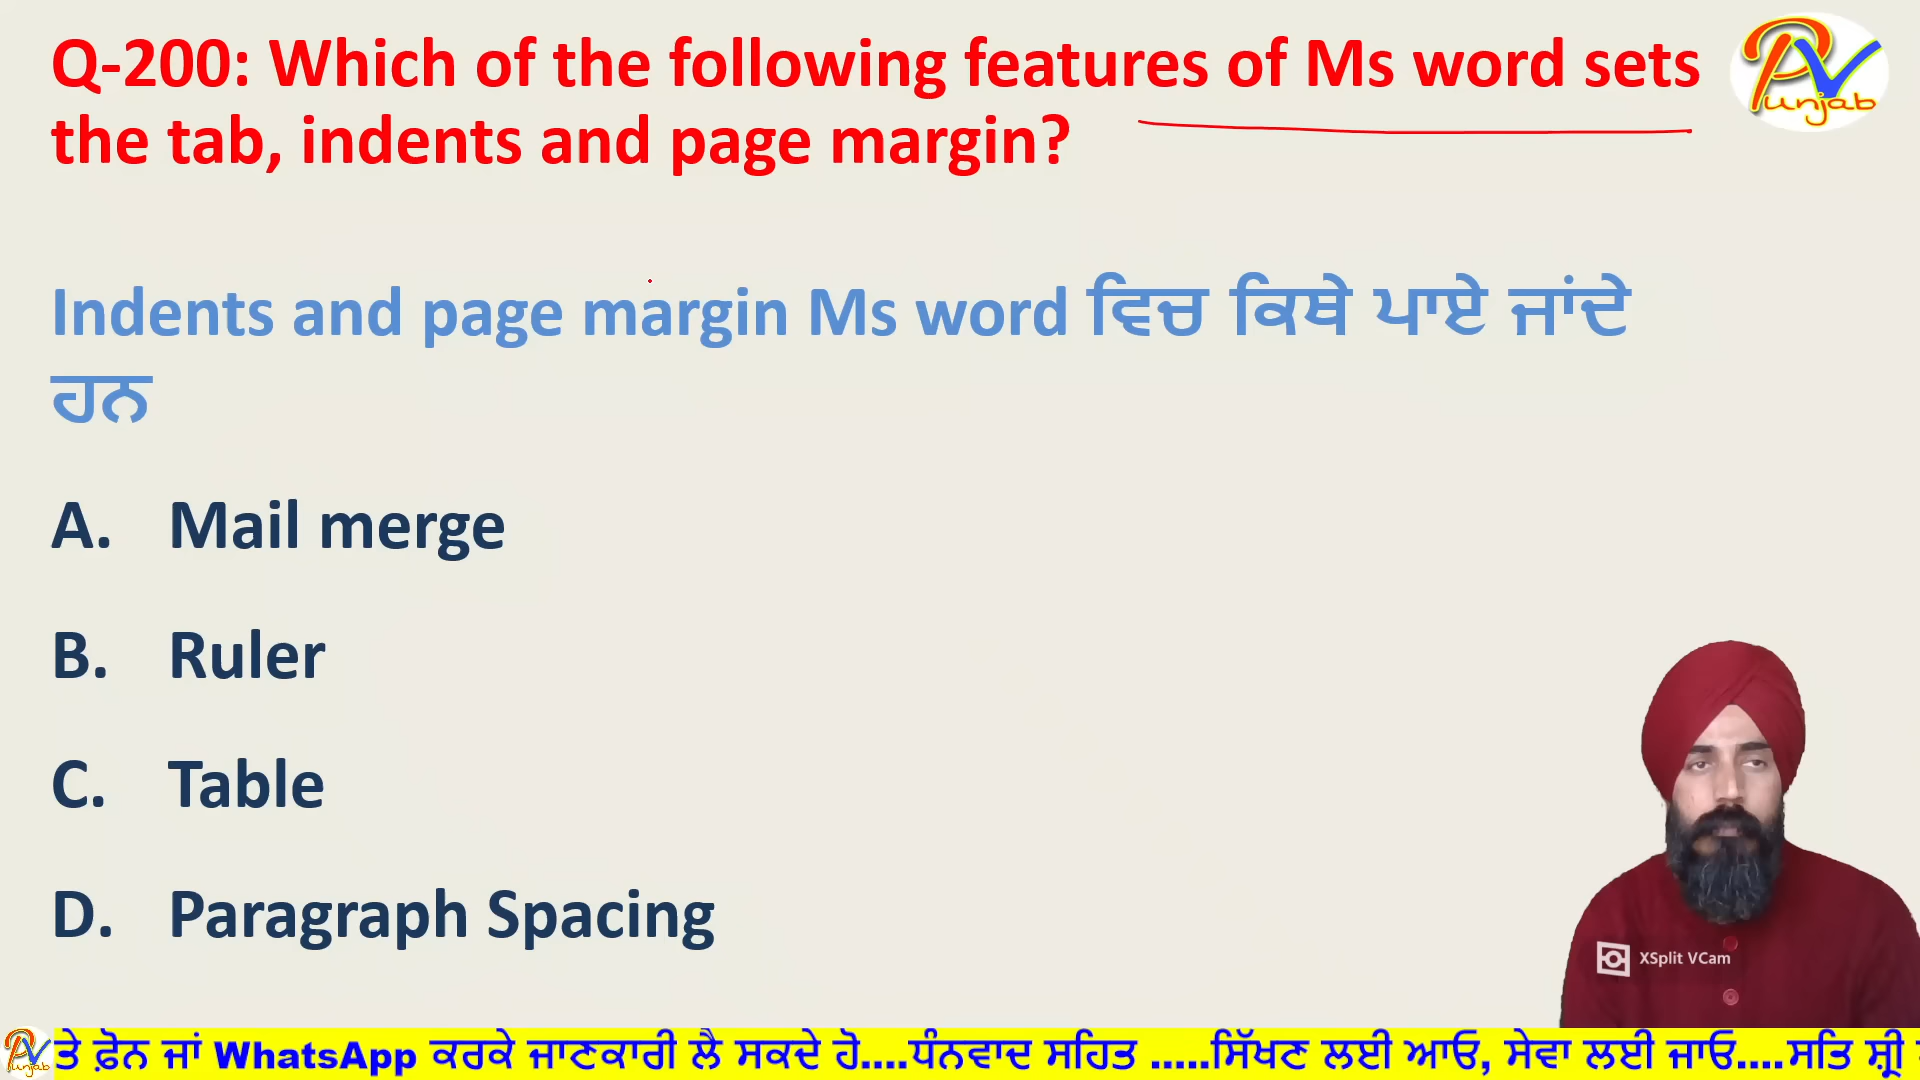 Q-200: Which of the following features of Ms word sets
the tab, indents and page margin?
PV
unjab
Indents and page margin Ms word ਵਿਚ ਕਿਥੇ ਪਾਏ ਜਾਂਦੇ
ਹਨ
A. Mail merge
B. Ruler
C. Table
D. Paragraph Spacing
XSplit VCam
ਤੇ ਫ਼ੋਨ ਜਾਂ WhatsApp ਕਰਕੇ ਜਾਣਕਾਰੀ ਲੈ ਸਕਦੇ ਹੋ....ਧੰਨਵਾਦ ਸਹਿਤ .....ਸਿੱਖਣ ਲਈ ਆਓ, ਸੇਵਾ ਲਈ ਜਾਓ....ਸਤਿ ਸ਼੍ਰੀ